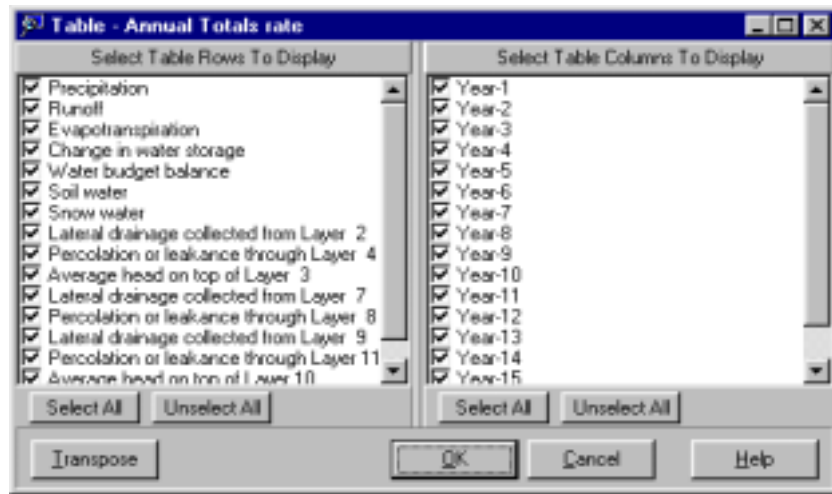 Table - Annual Totals rate
Select Table Rows To Display
Precipitation
Runoff
Evapotranspiration
Change in water storage
Water budget balance
Soil water
Snow water
Lateral drainage collected from Layer 2
Percolation or leakance through Layer 4
Average head on top of Layer 3
Lateral drainage collected from Layer 7
Percolation or leakance through Layer 8
Lateral drainage collected from Layer 9
Percolation or leakance through Layer 11
Average head on top of Layer 10
Select All Unselect All
Select Table Columns To Display
Year-1
Year-2
Year-3
Year-4
Year-5
Year-6
Year-7
Year-8
Year-9
Year-10
Year-11
Year-12
Year-13
Year-14
Year-15
Select All Unselect All
Transpose OK Cancel Help